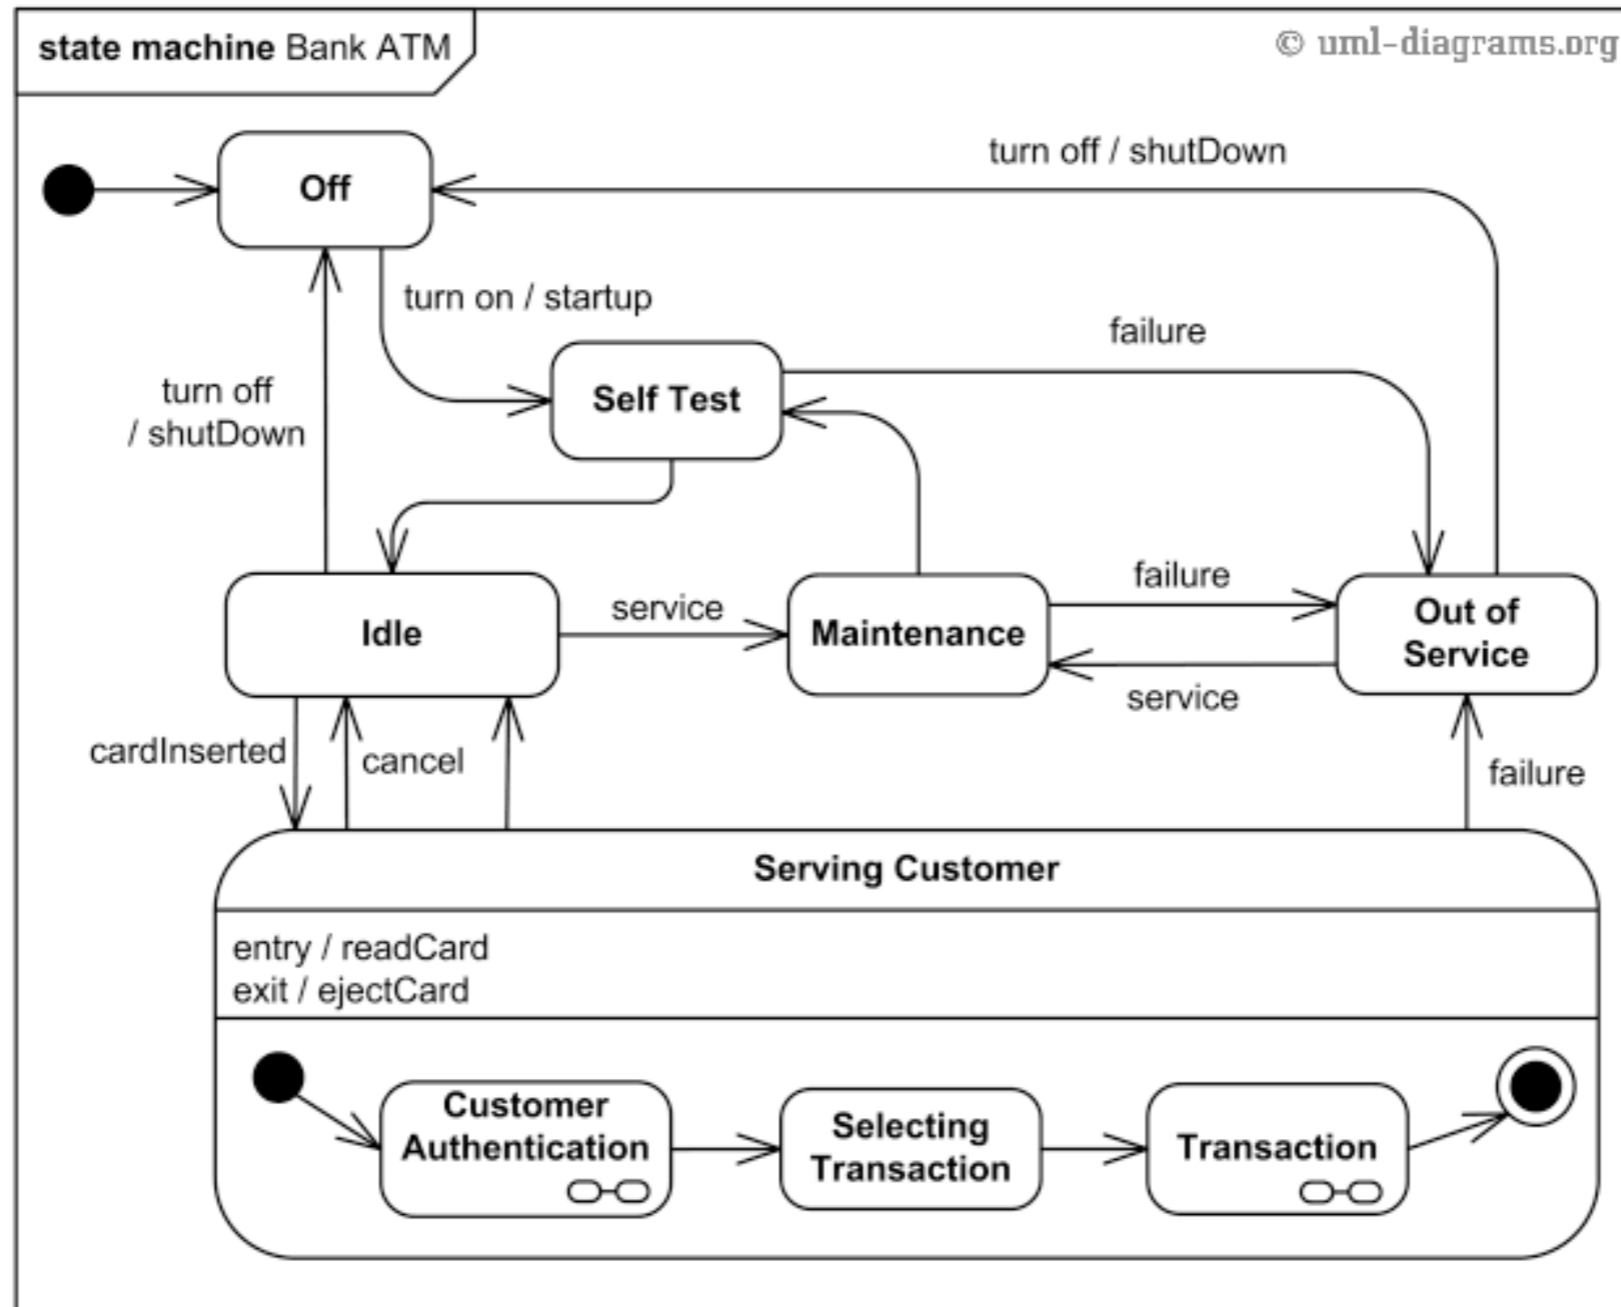 state machine Bank ATM
© uml-diagrams.org
turn off / shutDown
Off
turn on / startup
failure
turn off
/ shutDown
Self Test
Idle
service
Maintenance
failure
service
Out of
Service
cardInserted
cancel
failure
Serving Customer
entry / readCard
exit / ejectCard
Customer
Authentication
Selecting
Transaction
Transaction